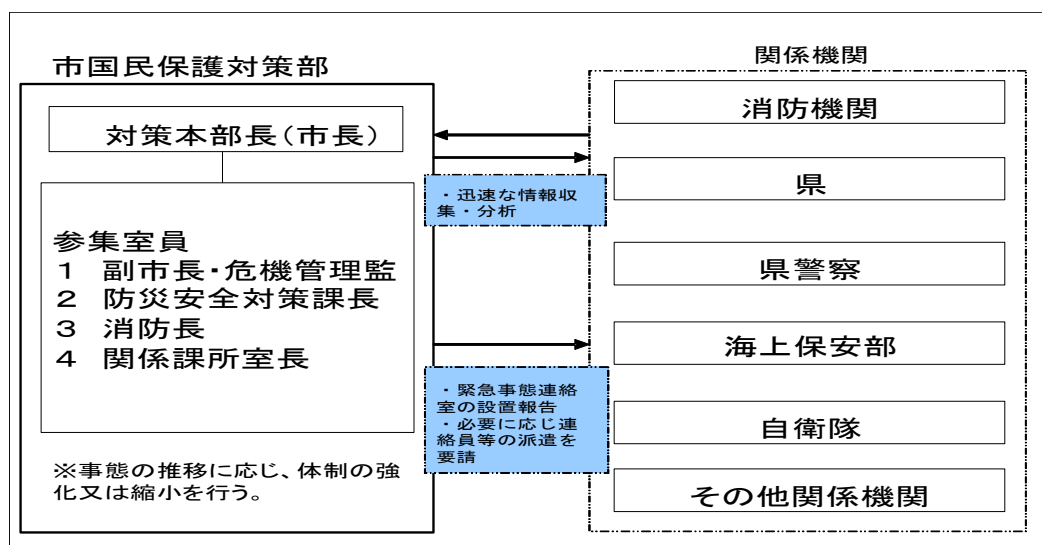 市国民保護対策部
対策本部長(市長)
参集室員
1 副市長・危機管理監
2 防災安全対策課長
3 消防長
4 関係課所室長
※事態の推移に応じ、体制の強
化又は縮小を行う。
・迅速な情報収
集・分析
・緊急事態連絡
室の設置報告
・必要に応じ連
絡員等の派遣を
要請
関係機関
消防機関
県
県警察
海上保安部
自衛隊
その他関係機関